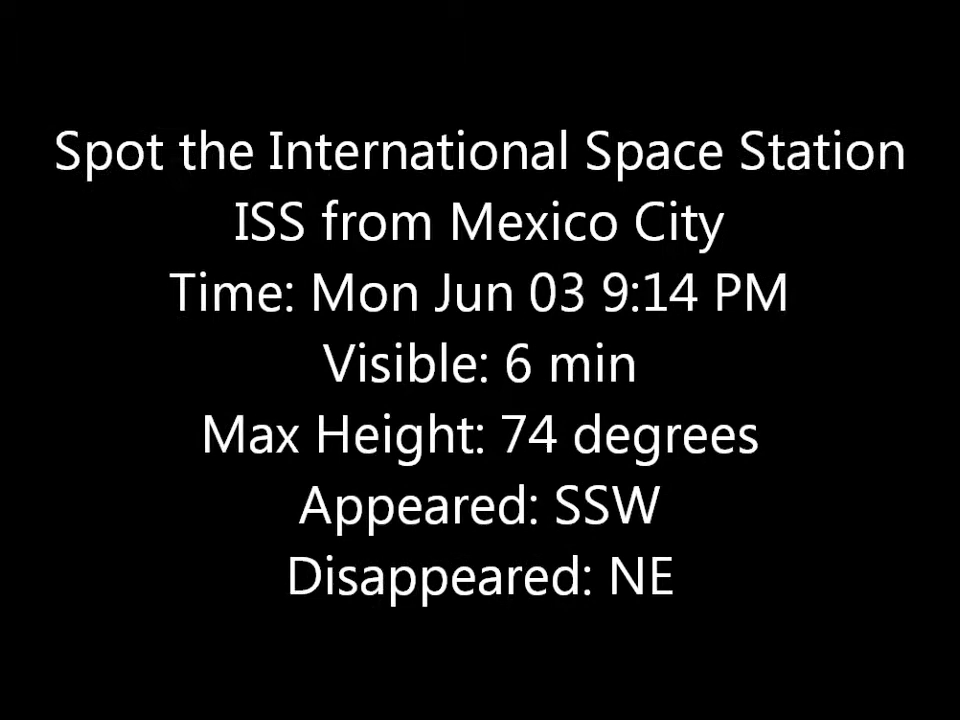 Spot the International Space Station
ISS from Mexico City
Time: Mon Jun 03 9:14 PM
Visible: 6 min
Max Height: 74 degrees
Appeared: SSW
Disappeared: NE